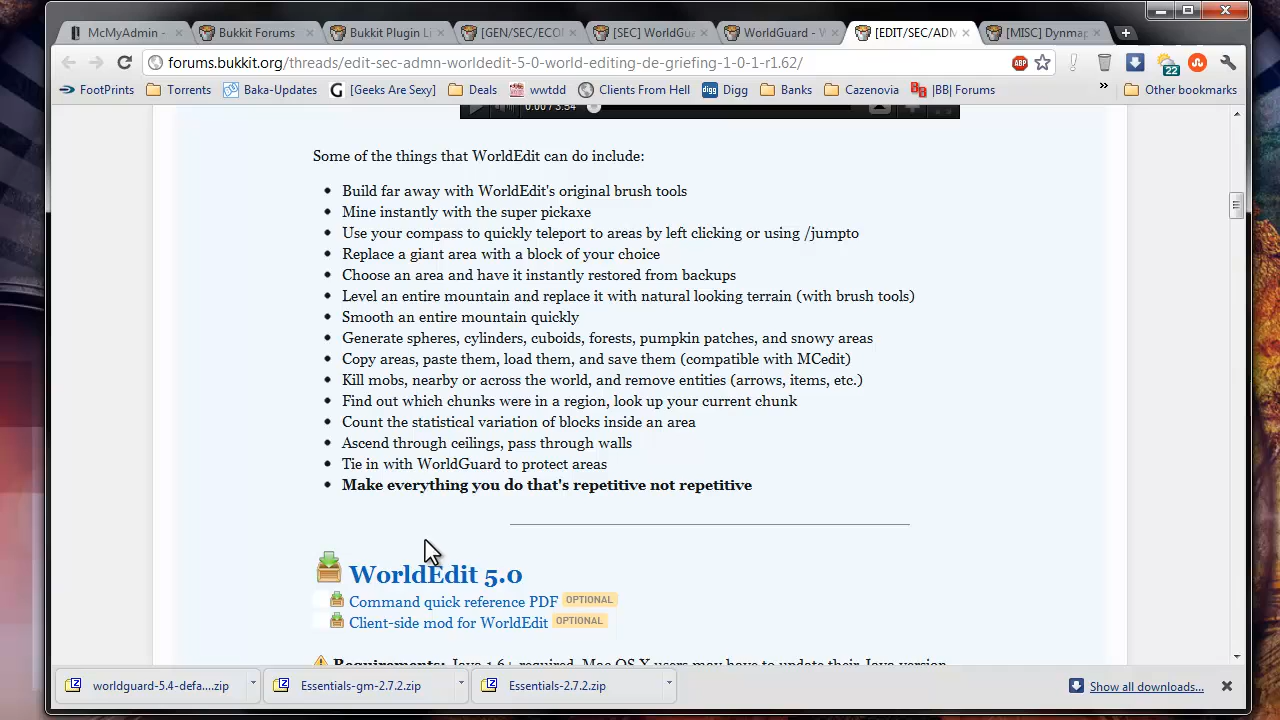 McMyAdmin -
Bukkit Forums
Bukkit Plugin
[GEN/SEC/ECO
[SEC] WorldGua
WorldGuard - W
[EDIT/SEC/ADM
[MISC] Dynmap
forums.bukkit.org/threads/edit-sec-admn-worldedit-5-0-world-editing-de-griefing-1-0-1-r1.62/
ABP
22
FootPrints
Torrents
Baka-Updates
[Geeks Are Sexy]
Deals
wwtdd
Clients From Hell
Digg
Banks
Cazenovia
|BB| Forums
»
Other bookmarks
0:00 / 3:54
Some of the things that WorldEdit can do include:
• Build far away with WorldEdit's original brush tools
• Mine instantly with the super pickaxe
• Use your compass to quickly teleport to areas by left clicking or using /jumpto
• Replace a giant area with a block of your choice
• Choose an area and have it instantly restored from backups
• Level an entire mountain and replace it with natural looking terrain (with brush tools)
• Smooth an entire mountain quickly
• Generate spheres, cylinders, cuboids, forests, pumpkin patches, and snowy areas
• Copy areas, paste them, load them, and save them (compatible with MCedit)
• Kill mobs, nearby or across the world, and remove entities (arrows, items, etc.)
• Find out which chunks were in a region, look up your current chunk
• Count the statistical variation of blocks inside an area
• Ascend through ceilings, pass through walls
• Tie in with WorldGuard to protect areas
• Make everything you do that's repetitive not repetitive
WorldEdit 5.0
Command quick reference PDF OPTIONAL
Client-side mod for WorldEdit OPTIONAL
Requirements: Java 1.6+ required. Mac OS X users may have to update their Java version
worldguard-5.4-defa....zip
Essentials-gm-2.7.2.zip
Essentials-2.7.2.zip
Show all downloads...